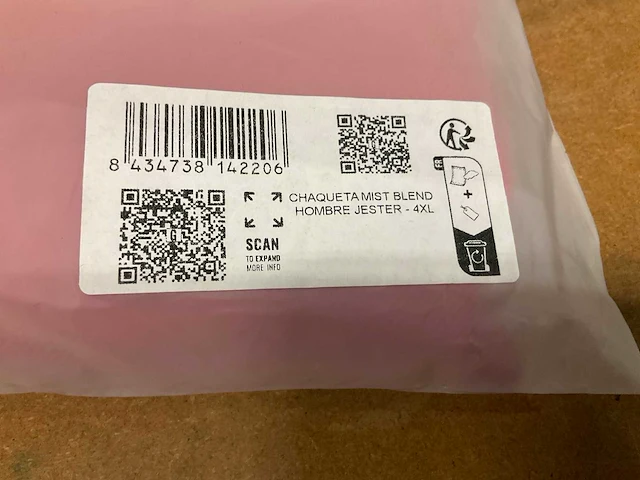 8 434738 142206
CHAQUETA MIST BLEND
HOMBRE JESTER - 4XL
SCAN
TO EXPAND
MORE INFO